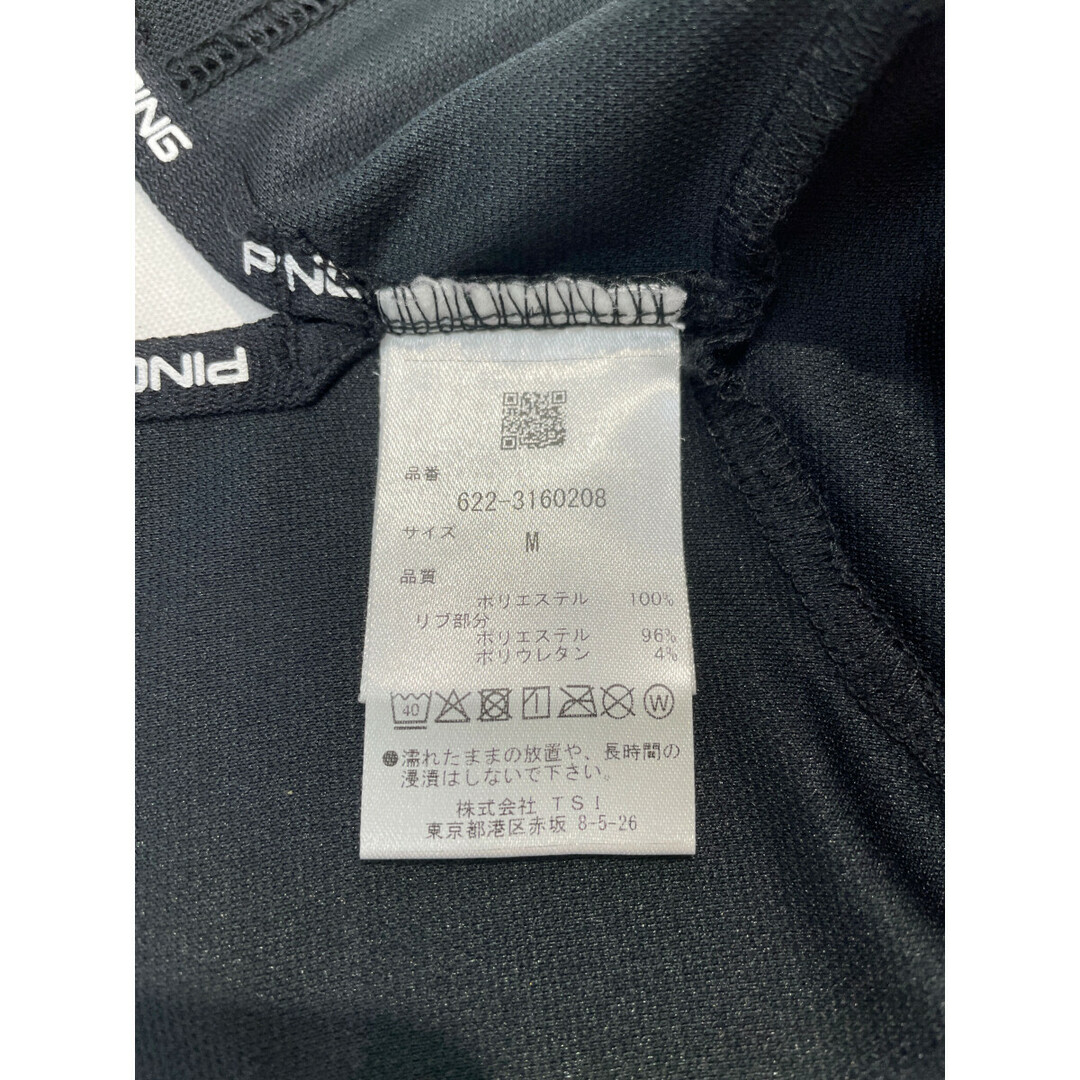 PING
PING
PING
品番
622-3160208
サイズ
M
品質
ポリエステル 100%
リブ部分
ポリエステル 96%
ポリウレタン 4%
40
W
●濡れたままの放置や、長時間の
浸漬はしないで下さい。
株式会社 TSI
東京都港区赤坂 8-5-26